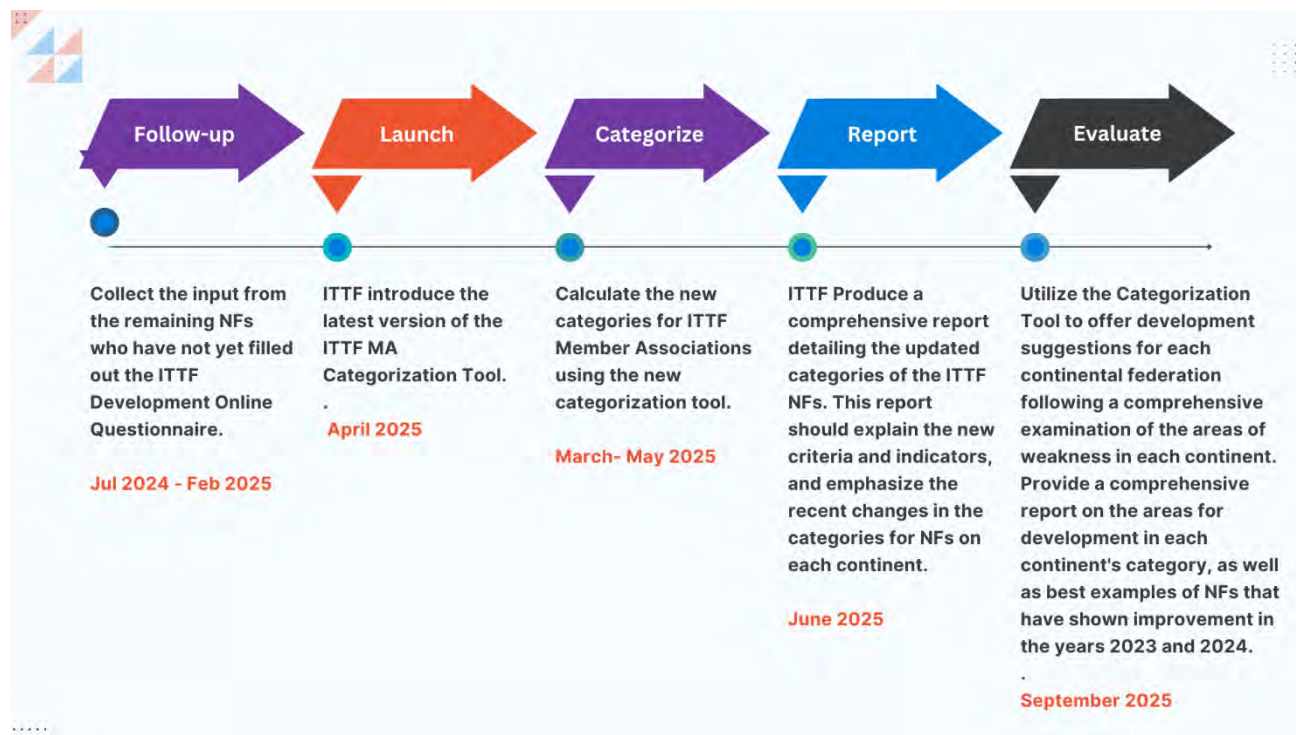 Follow-up
Launch
Categorize
Report
Evaluate
Collect the input from
the remaining NFs
who have not yet filled
out the ITTF
Development Online
Questionnaire.
Jul 2024 - Feb 2025
ITTF introduce the
latest version of the
ITTF MA
Categorization Tool.
.
April 2025
Calculate the new
categories for ITTF
Member Associations
using the new
categorization tool.
March- May 2025
ITTF Produce a
comprehensive report
detailing the updated
categories of the ITTF
NFs. This report
should explain the new
criteria and indicators,
and emphasize the
recent changes in the
categories for NFs on
each continent.
June 2025
Utilize the Categorization
Tool to offer development
suggestions for each
continental federation
following a comprehensive
examination of the areas of
weakness in each continent.
Provide a comprehensive
report on the areas for
development in each
continent's category, as well
as best examples of NFs that
have shown improvement in
the years 2023 and 2024.
.
September 2025